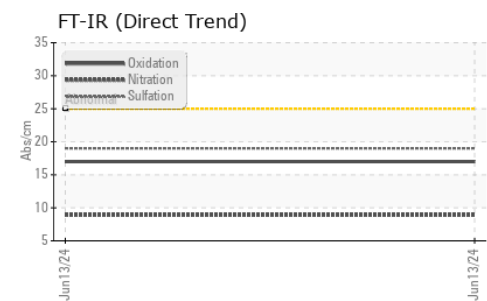 FT-IR (Direct Trend)
35
30
25
20
15
10
5
Abs/cm
Oxidation
Nitration
Sulfation
Abnormal
Jun13/24
Jun13/24